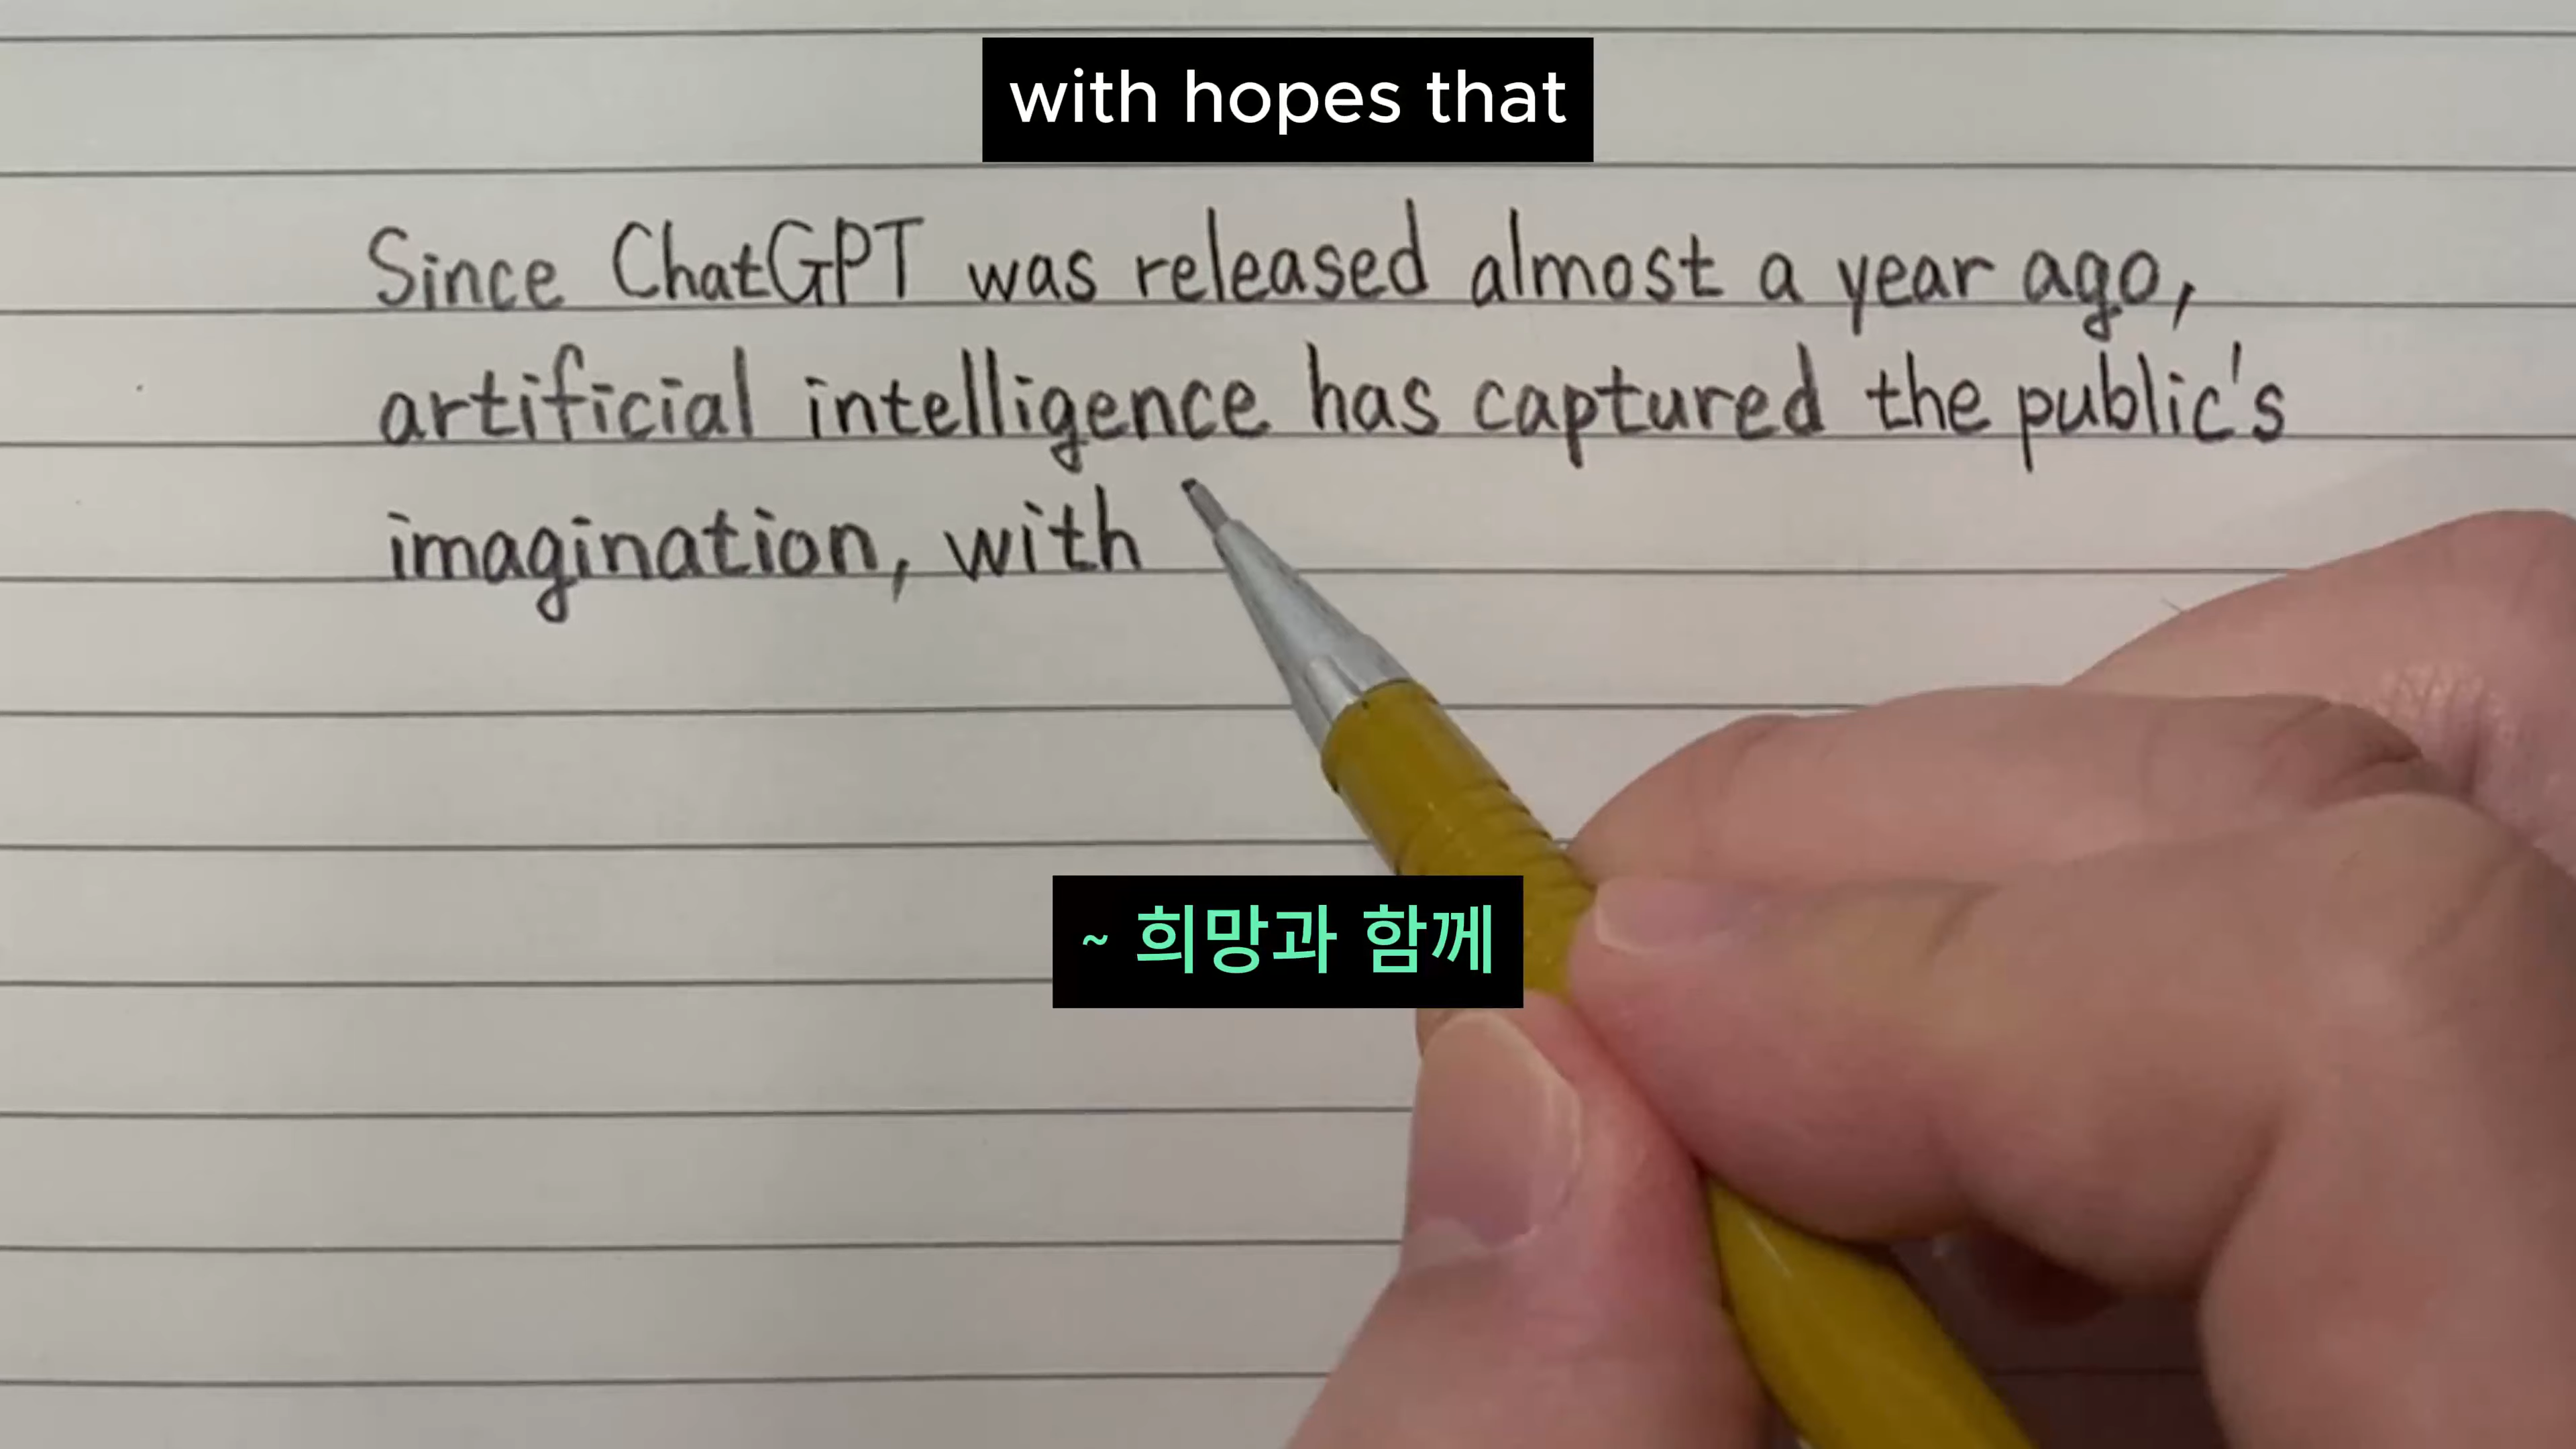 with hopes that
Since ChatGPT was released almost a year ago,
artificial intelligence has captured the public's
imagination, with
~ 희망과 함께